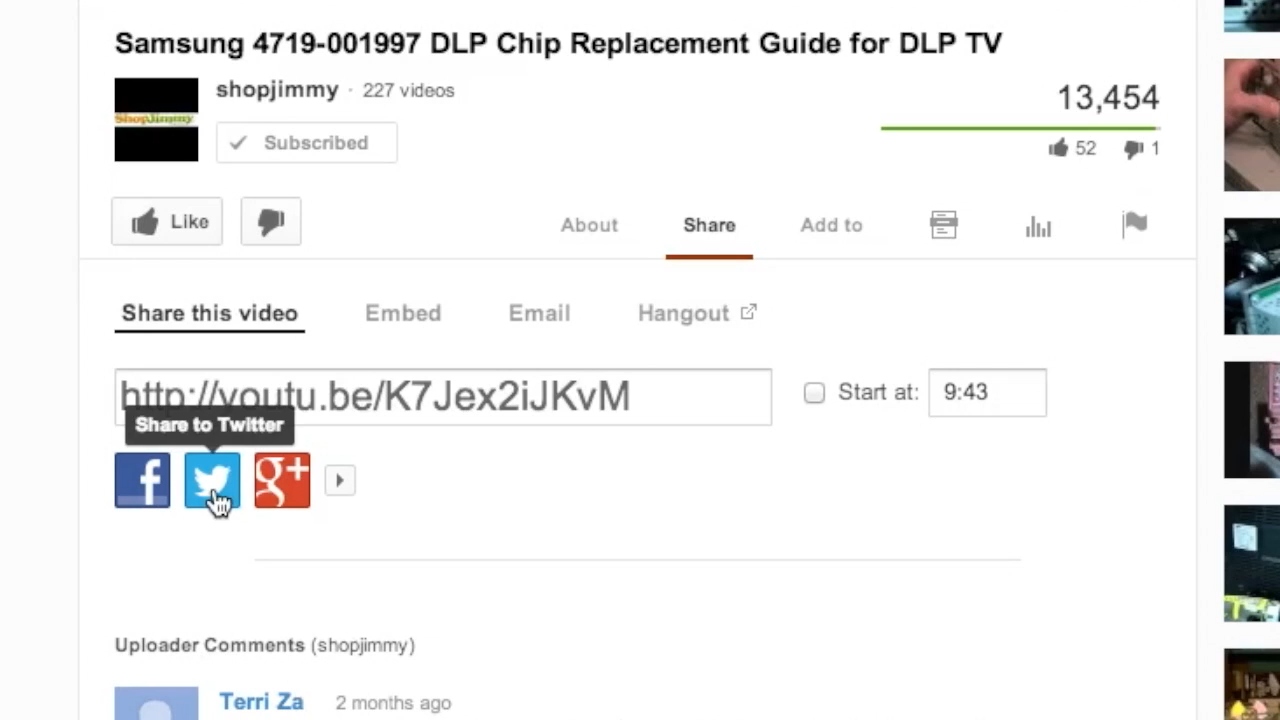 Samsung 4719-001997 DLP Chip Replacement Guide for DLP TV
ShopJimmy
shopjimmy · 227 videos
Subscribed
13,454
52 1
Like
About Share Add to
Share this video Embed Email Hangout
http://youtu.be/K7Jex2iJKvM
Start at: 9:43
Share to Twitter
f g+
Uploader Comments (shopjimmy)
Terri Za 2 months ago